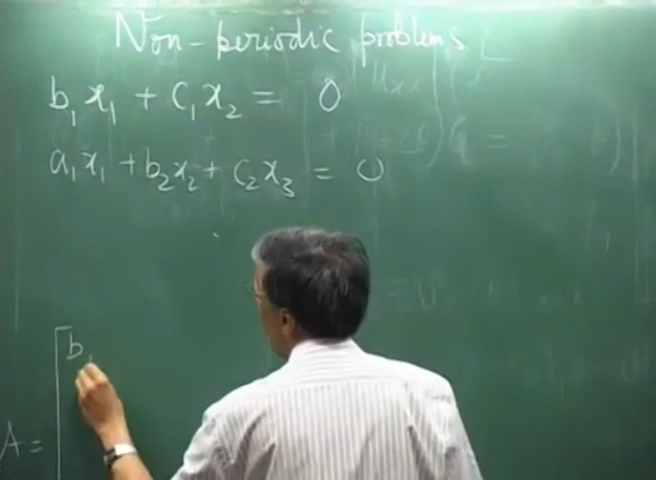 Non-periodic problems
b₁x₁ + c₁x₂ = 0
a₁x₁ + b₂x₂ + c₂x₃ = 0
A = [b